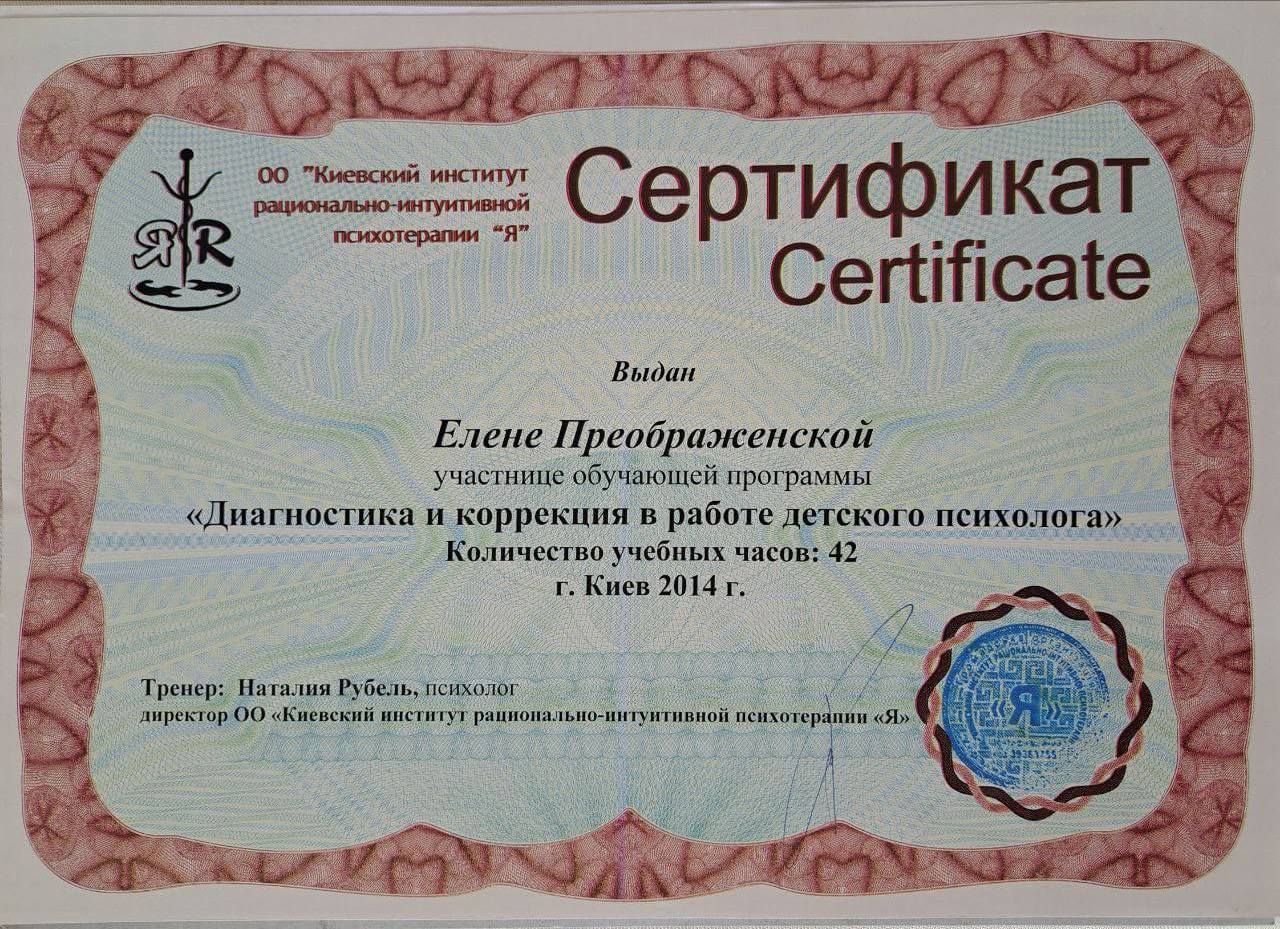 ОО "Киевский институт
рационально-интуитивной
психотерапии “Я”
Сертификат
Certificate
ЯR
Выдан
Елене Преображенской
участнице обучающей программы
«Диагностика и коррекция в работе детского психолога»
Количество учебных часов: 42
г. Киев 2014 г.
Тренер: Наталия Рубель, психолог
директор ОО «Киевский институт рационально-интуитивной психотерапии «Я»
«Я»